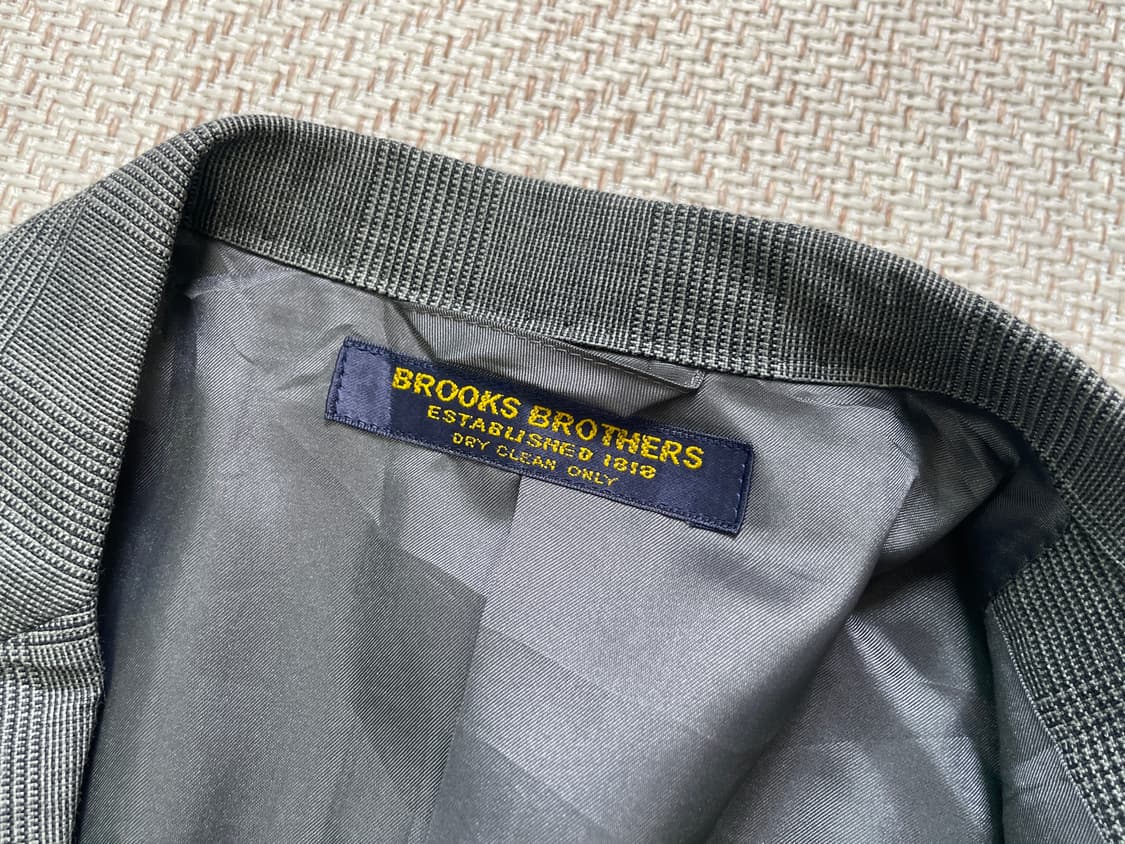 BROOKS BROTHERS
ESTABLISHED 1818
DRY CLEAN ONLY